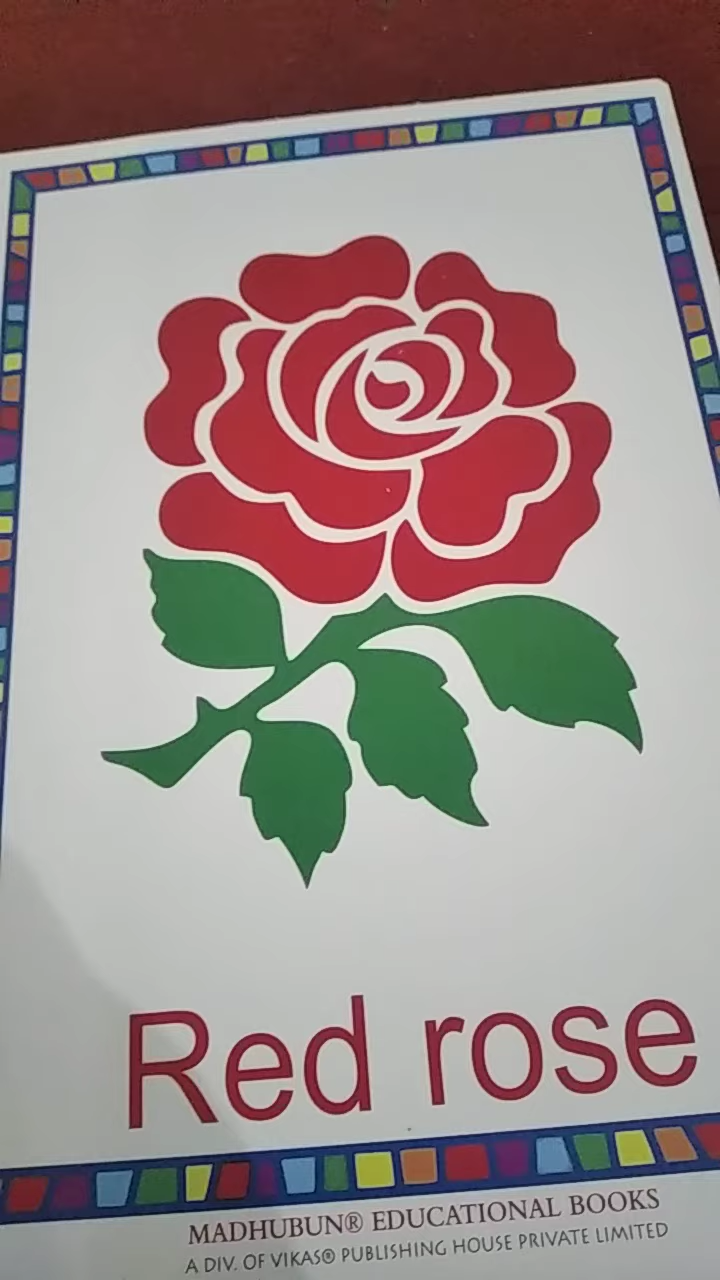 Red rose
MADHUBUN® EDUCATIONAL BOOKS
A DIV. OF VIKAS® PUBLISHING HOUSE PRIVATE LIMITED